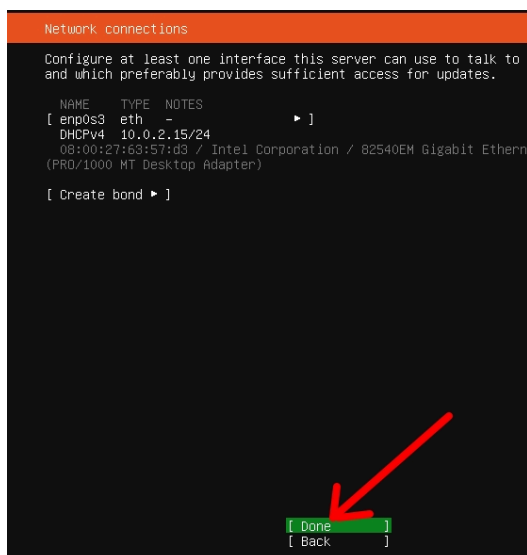 Network connections
Configure at least one interface this server can use to talk to
and which preferably provides sufficient access for updates.
NAME TYPE NOTES
[ enp0s3 eth - ▸ ]
DHCPv4 10.0.2.15/24
08:00:27:63:57:d3 / Intel Corporation / 82540EM Gigabit Ethern
(PRO/1000 MT Desktop Adapter)
[ Create bond ▸ ]
[ Done ]
[ Back ]